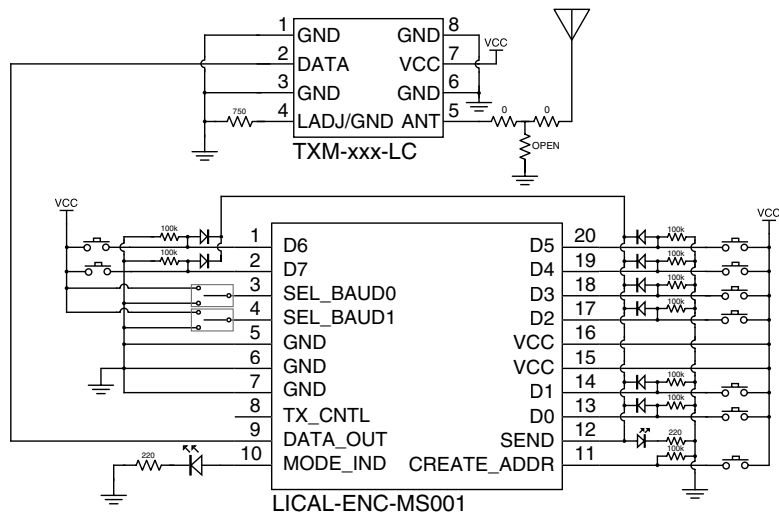 1 GND GND 8
2 DATA VCC 7 VCC
3 GND GND 6
4 LADJ/GND ANT 5
750 0 0
OPEN
TXM-xxx-LC
VCC VCC
100k 1 D6 D5 20 100k
100k 2 D7 D4 19 100k
3 SEL_BAUD0 D3 18 100k
4 SEL_BAUD1 D2 17 100k
5 GND VCC 16
6 GND VCC 15
7 GND D1 14 100k
8 TX_CNTL D0 13 100k
9 DATA_OUT SEND 12 220
220 10 MODE_IND CREATE_ADDR 11 100k
LICAL-ENC-MS001